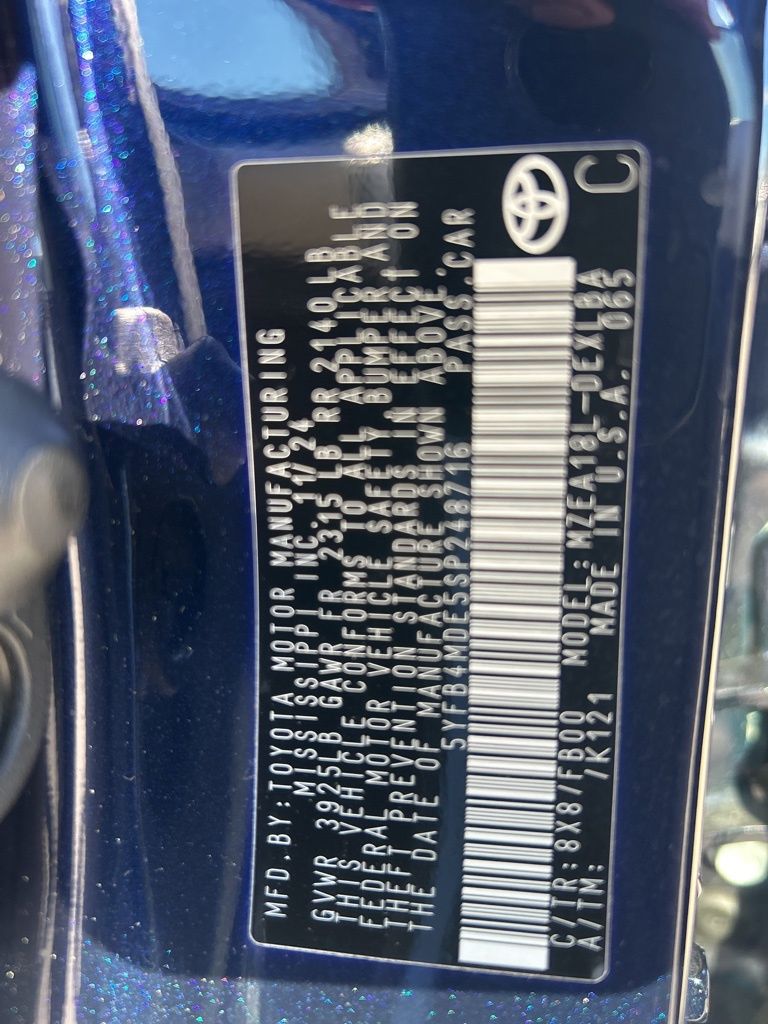 MFD.BY:TOYOTA MOTOR MANUFACTURING
MISSISSIPPI INC. 11/24
GVWR 3925LB GAWR FR 2315LB RR 2140LB
THIS VEHICLE CONFORMS TO ALL APPLICABLE
FEDERAL MOTOR VEHICLE SAFETY, BUMPER, AND
THEFT PREVENTION STANDARDS IN EFFECT ON
THE DATE OF MANUFACTURE SHOWN ABOVE.
5YFB4MDE5SP248716 PASS.CAR
C/TR:8X8/FB00 MODEL:MZEA18L-DEXLBA
A/TM: /K121 MADE IN U.S.A. 065
C